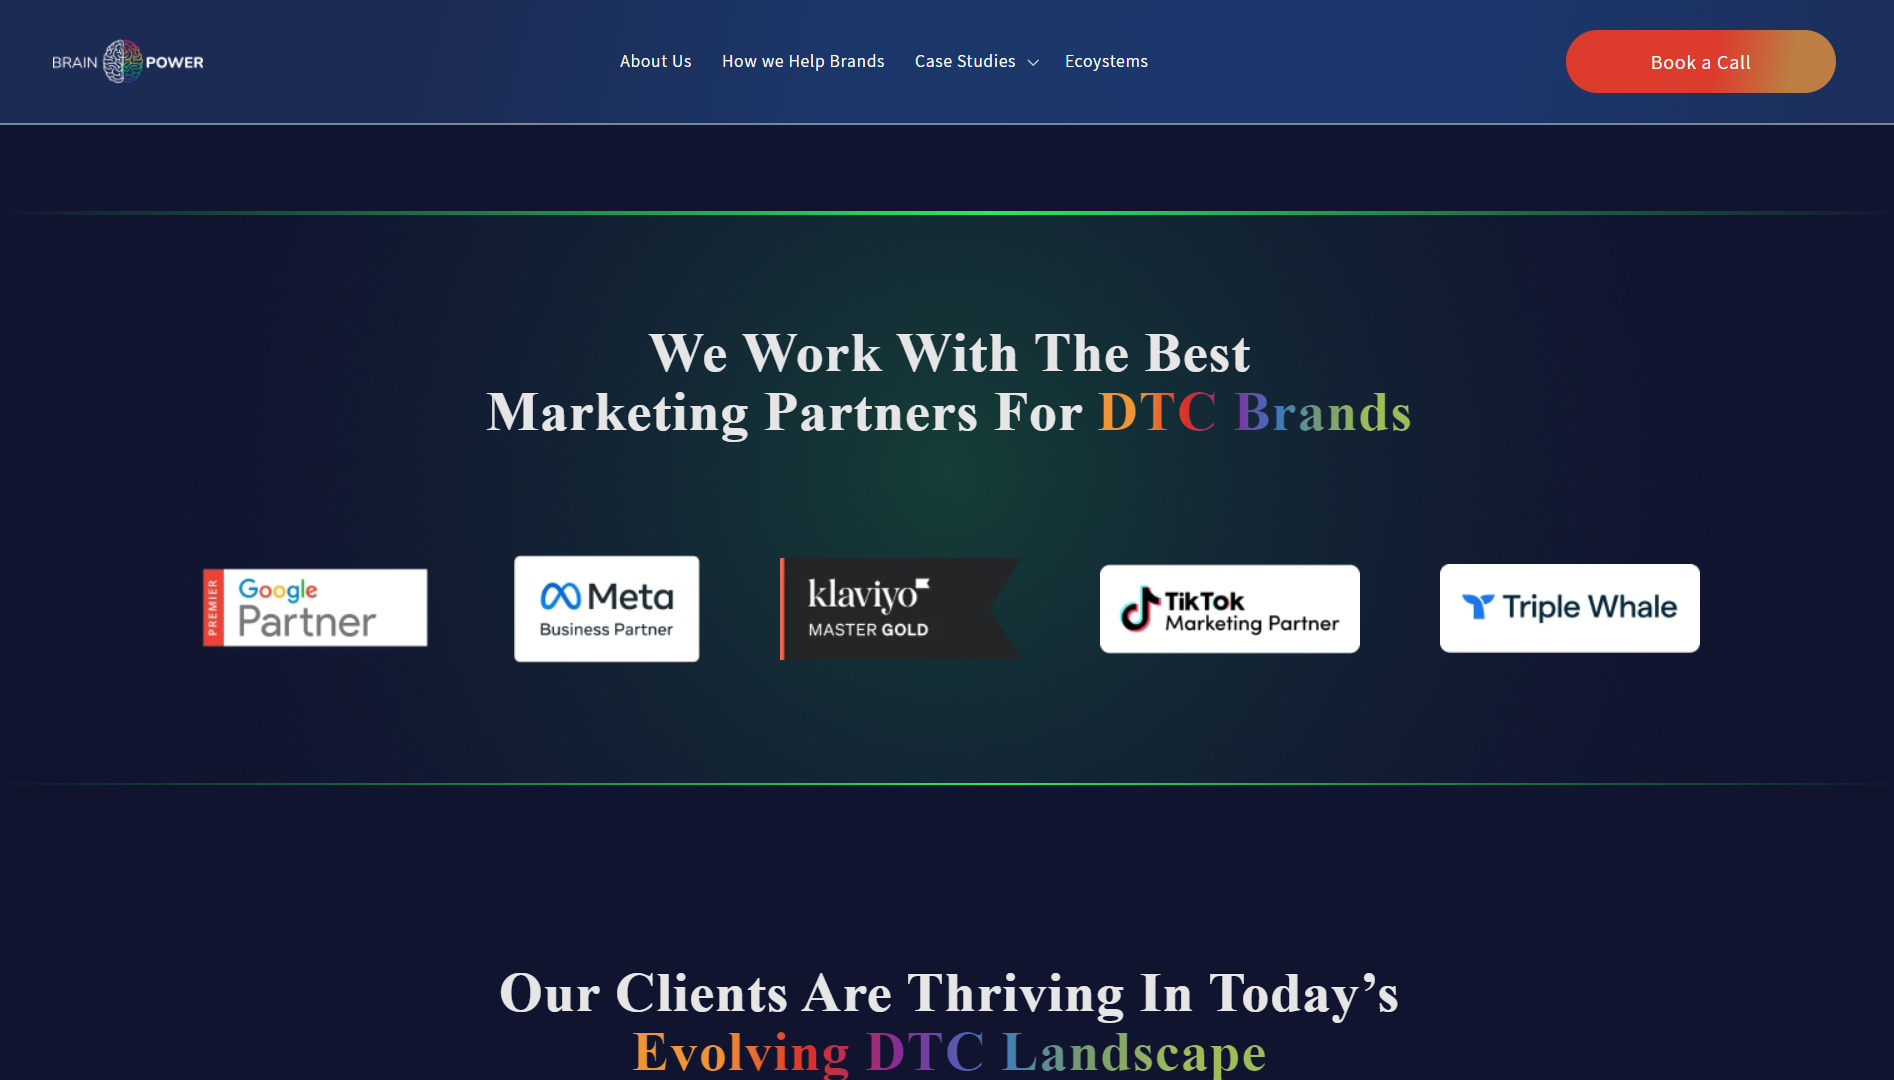 BRAIN POWER
About Us
How we Help Brands
Case Studies
Ecoystems
Book a Call
We Work With The Best
Marketing Partners For DTC Brands
PREMIER
Google
Partner
Meta
Business Partner
klaviyo
MASTER GOLD
TikTok
Marketing Partner
Triple Whale
Our Clients Are Thriving In Today’s
Evolving DTC Landscape